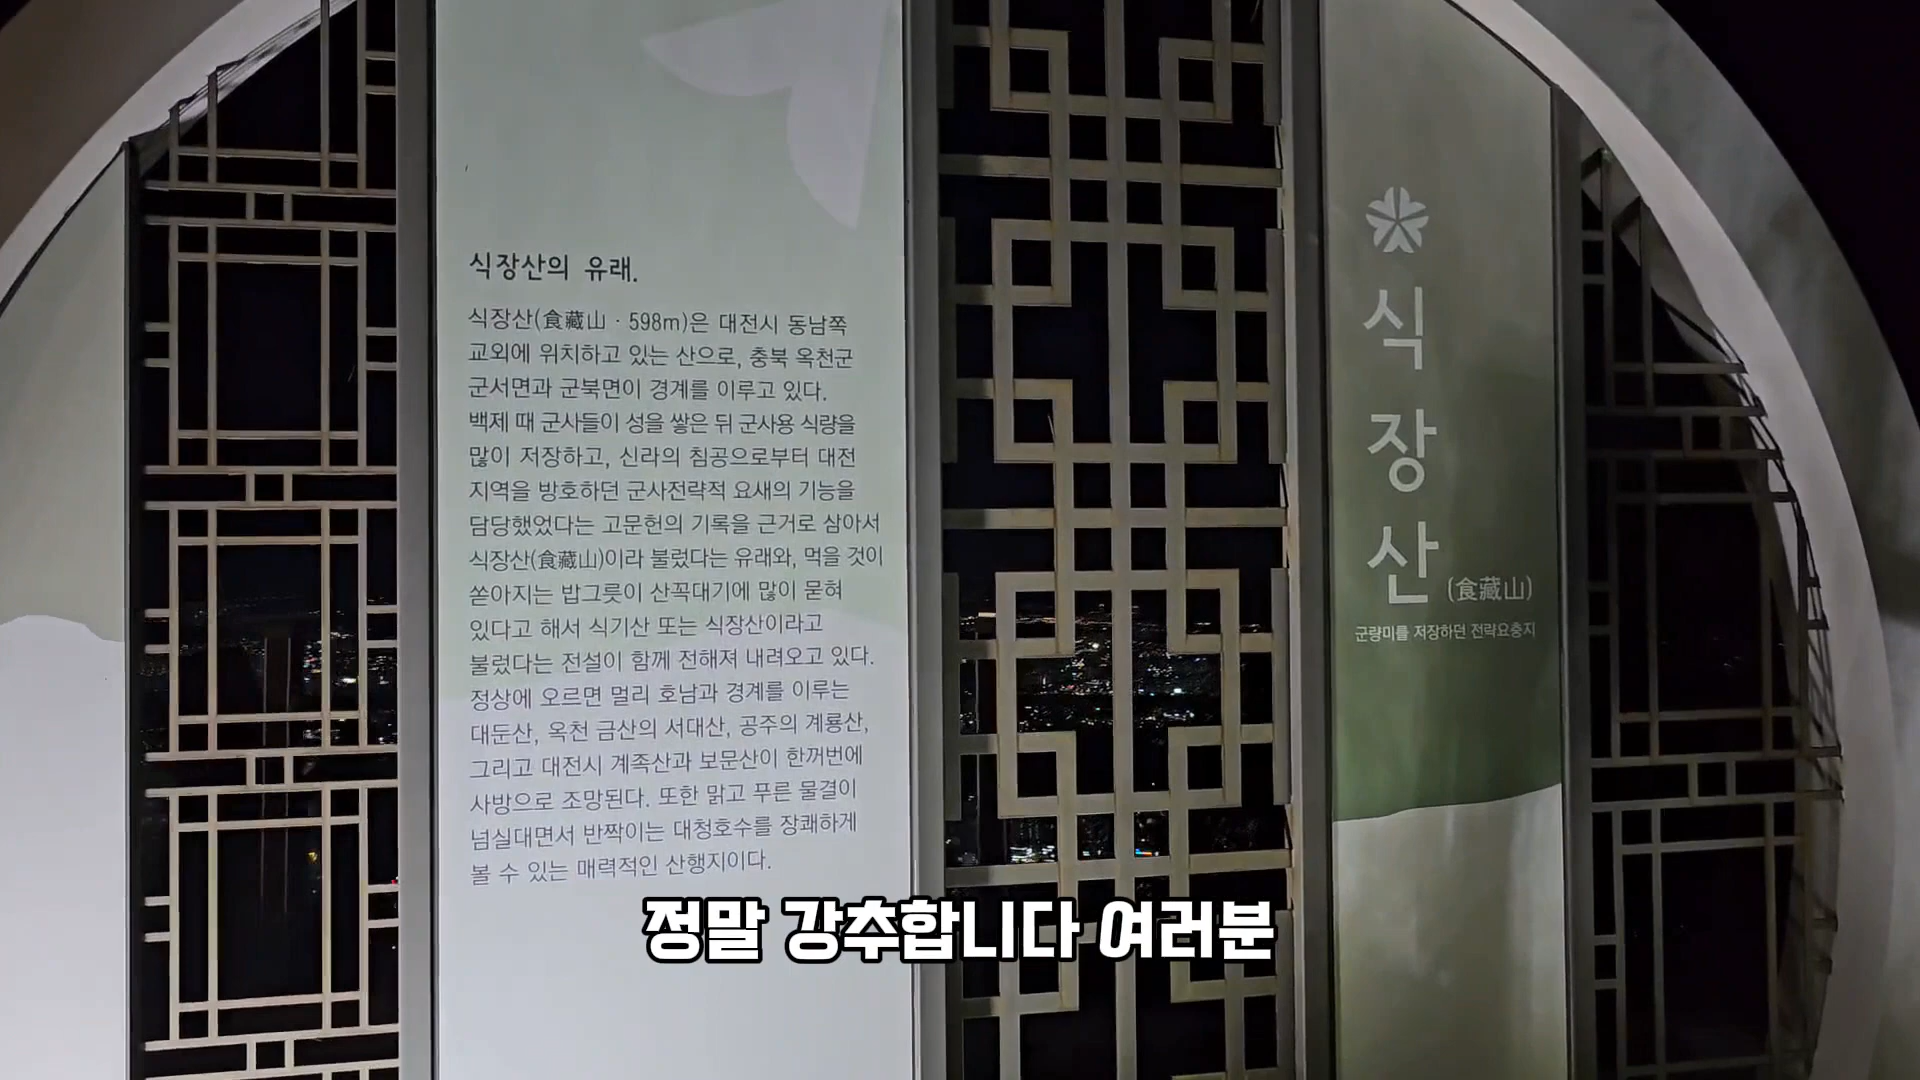 식장산의 유래.
식장산(食藏山 · 598m)은 대전시 동남쪽
교외에 위치하고 있는 산으로, 충북 옥천군
군서면과 군북면이 경계를 이루고 있다.
백제 때 군사들이 성을 쌓은 뒤 군사용 식량을
많이 저장하고, 신라의 침공으로부터 대전
지역을 방호하던 군사전략적 요새의 기능을
담당했었다는 고문헌의 기록을 근거로 삼아서
식장산(食藏山)이라 불렀다는 유래와, 먹을 것이
쏟아지는 밥그릇이 산꼭대기에 많이 묻혀
있다고 해서 식기산 또는 식장산이라고
불렀다는 전설이 함께 전해져 내려오고 있다.
정상에 오르면 멀리 호남과 경계를 이루는
대둔산, 옥천 금산의 서대산, 공주의 계룡산,
그리고 대전시 계족산과 보문산이 한꺼번에
사방으로 조망된다. 또한 맑고 푸른 물결이
넘실대면서 반짝이는 대청호수를 장쾌하게
볼 수 있는 매력적인 산행지이다.
식장산
(食藏山)
군량미를 저장하던 전략요충지
정말 강추합니다 여러분